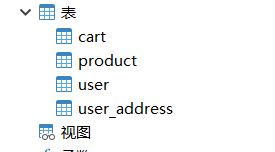 表
cart
product
user
user_address
视图